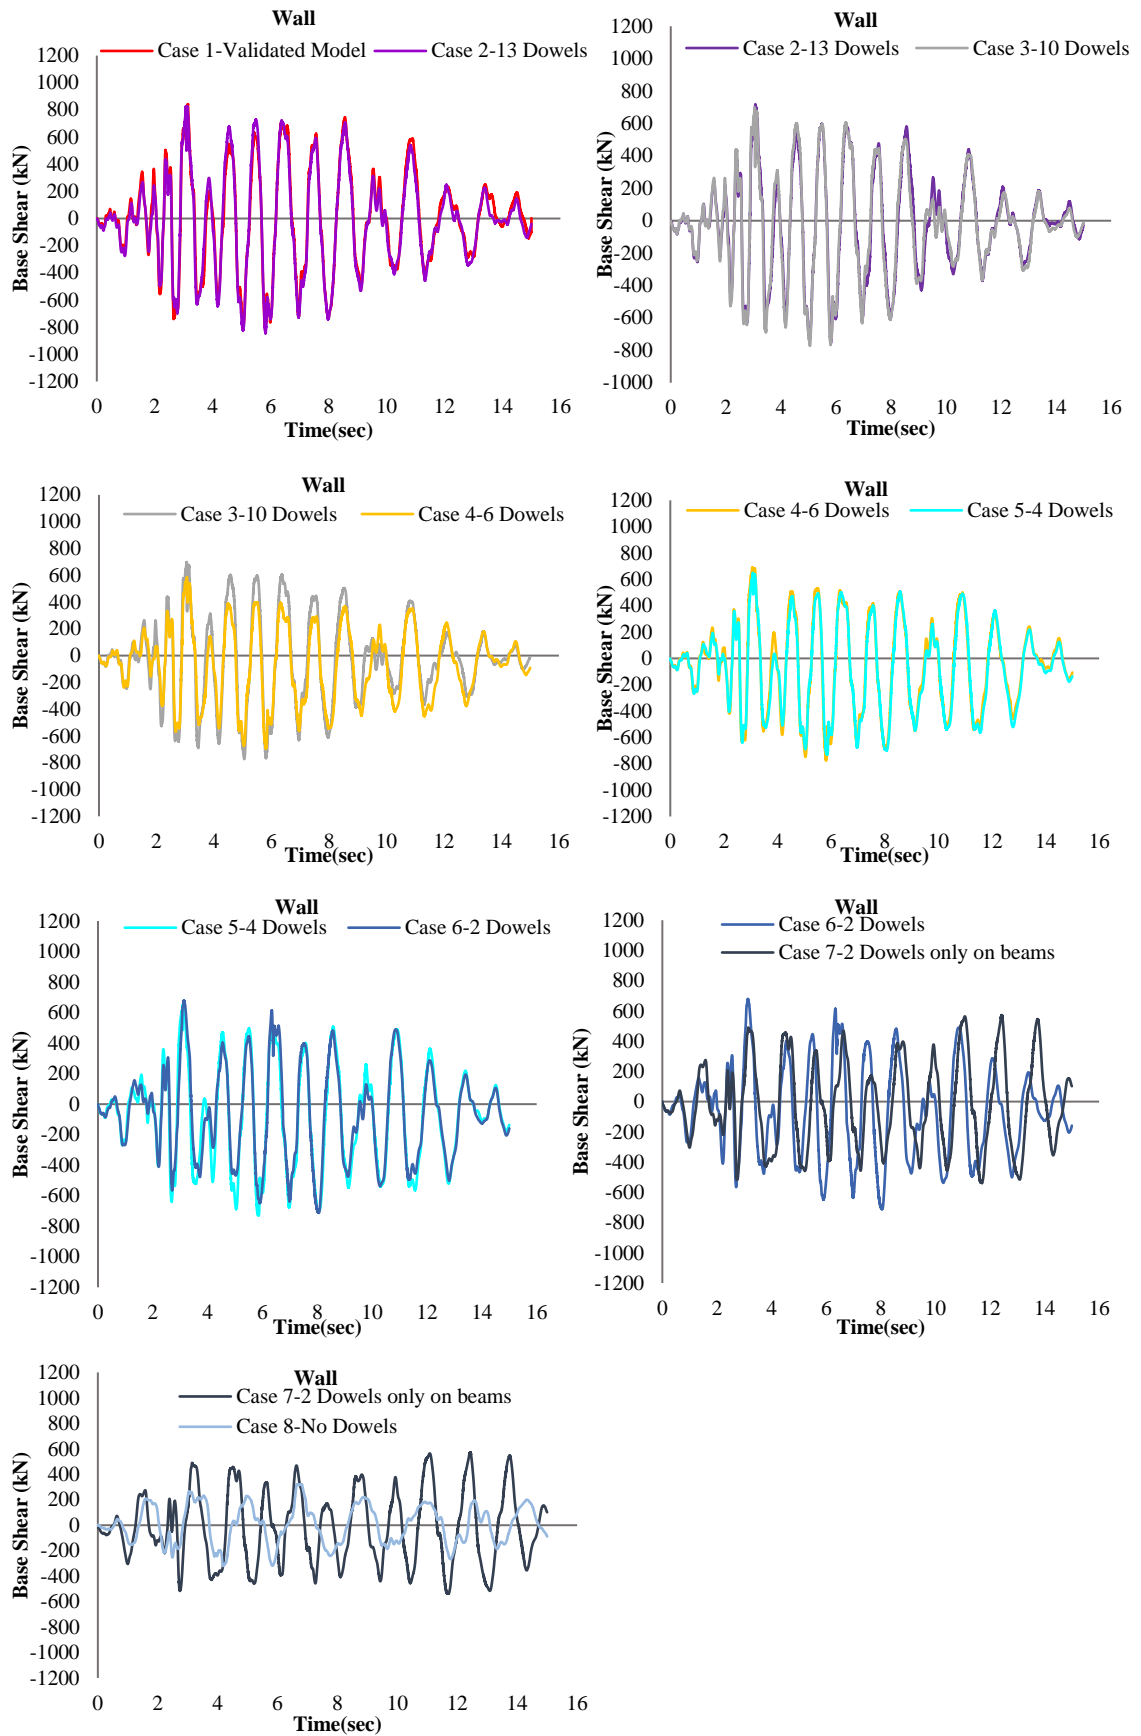 Wall
Case 1-Validated Model Case 2-13 Dowels
1200
1000
800
600
400
200
0
-200
-400
-600
-800
-1000
-1200
Base Shear (kN)
0 2 4 6 8 10 12 14 16
Time(sec)
Wall
Case 2-13 Dowels Case 3-10 Dowels
1200
1000
800
600
400
200
0
-200
-400
-600
-800
-1000
Base Shear (kN)
0 2 4 6 8 10 12 14 16
Time(sec)
Wall
Case 3-10 Dowels Case 4-6 Dowels
1200
1000
800
600
400
200
0
-200
-400
-600
-800
-1000
-1200
Base Shear (kN)
0 2 4 6 8 10 12 14 16
Time(sec)
Wall
Case 4-6 Dowels Case 5-4 Dowels
1200
1000
800
600
400
200
0
-200
-400
-600
-800
-1000
-1200
Base Shear (kN)
0 2 4 6 8 10 12 14 16
Time(sec)
Wall
Case 5-4 Dowels Case 6-2 Dowels
1200
1000
800
600
400
200
0
-200
-400
-600
-800
-1000
-1200
Base Shear (kN)
0 2 4 6 8 10 12 14 16
Time(sec)
Wall
Case 6-2 Dowels
Case 7-2 Dowels only on beams
1200
1000
800
600
400
200
0
-200
-400
-600
-800
-1000
-1200
Base Shear (kN)
0 2 4 6 8 10 12 14 16
Time(sec)
Wall
Case 7-2 Dowels only on beams
Case 8-No Dowels
1200
1000
800
600
400
200
0
-200
-400
-600
-800
-1000
-1200
Base Shear (kN)
0 2 4 6 8 10 12 14 16
Time(sec)